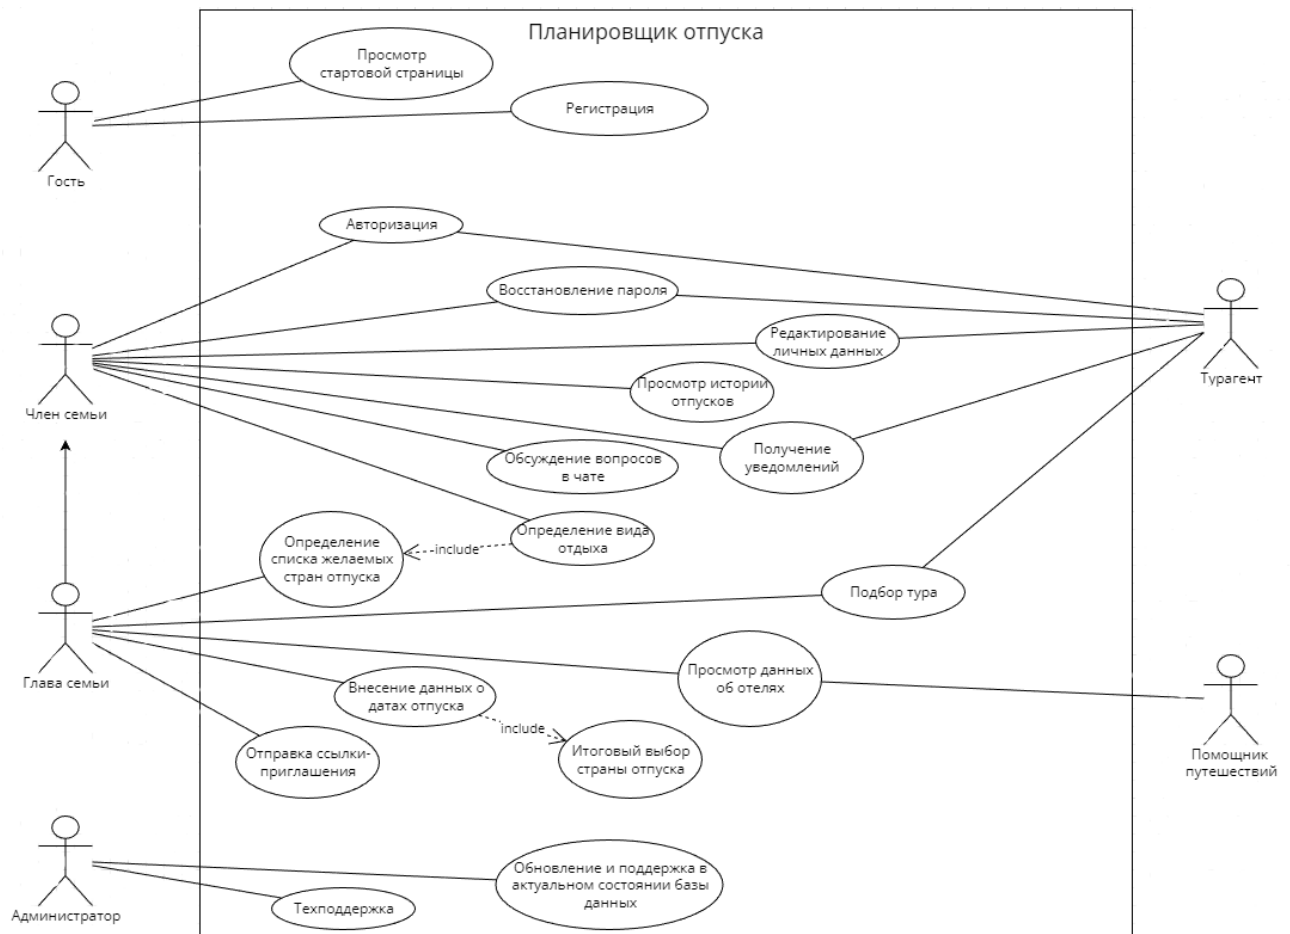 Планировщик отпуска
Просмотр
стартовой страницы
Регистрация
Гость
Авторизация
Восстановление пароля
Редактирование
личных данных
Турагент
Просмотр истории
отпусков
Член семьи
Получение
уведомлений
Обсуждение вопросов
в чате
Определение вида
отдыха
include
Определение
списка желаемых
стран отпуска
Подбор тура
Глава семьи
Просмотр данных
об отелях
Внесение данных о
датах отпуска
include
Итоговый выбор
страны отпуска
Отправка ссылки-
приглашения
Помощник
путешествий
Обновление и поддержка в
актуальном состоянии базы
данных
Техподдержка
Администратор